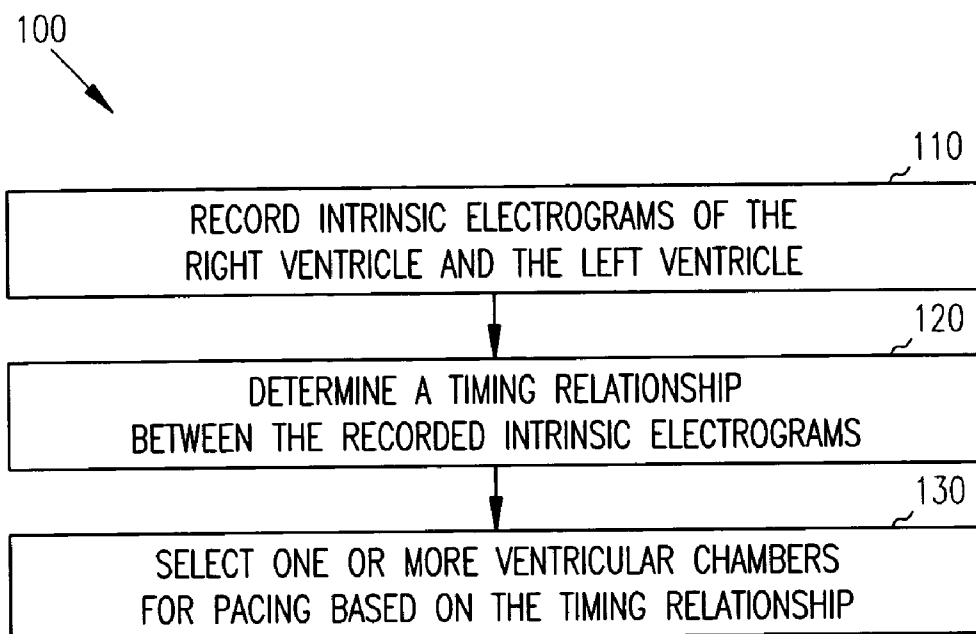 100
110
RECORD INTRINSIC ELECTROGRAMS OF THE
RIGHT VENTRICLE AND THE LEFT VENTRICLE
120
DETERMINE A TIMING RELATIONSHIP
BETWEEN THE RECORDED INTRINSIC ELECTROGRAMS
130
SELECT ONE OR MORE VENTRICULAR CHAMBERS
FOR PACING BASED ON THE TIMING RELATIONSHIP